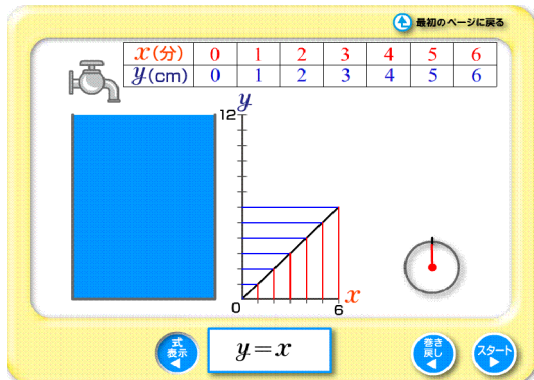 最初のページに戻る
x(分) 0 1 2 3 4 5 6
y(cm) 0 1 2 3 4 5 6
y
12
0
6
x
式
表示
y=x
巻き
戻し
スタート